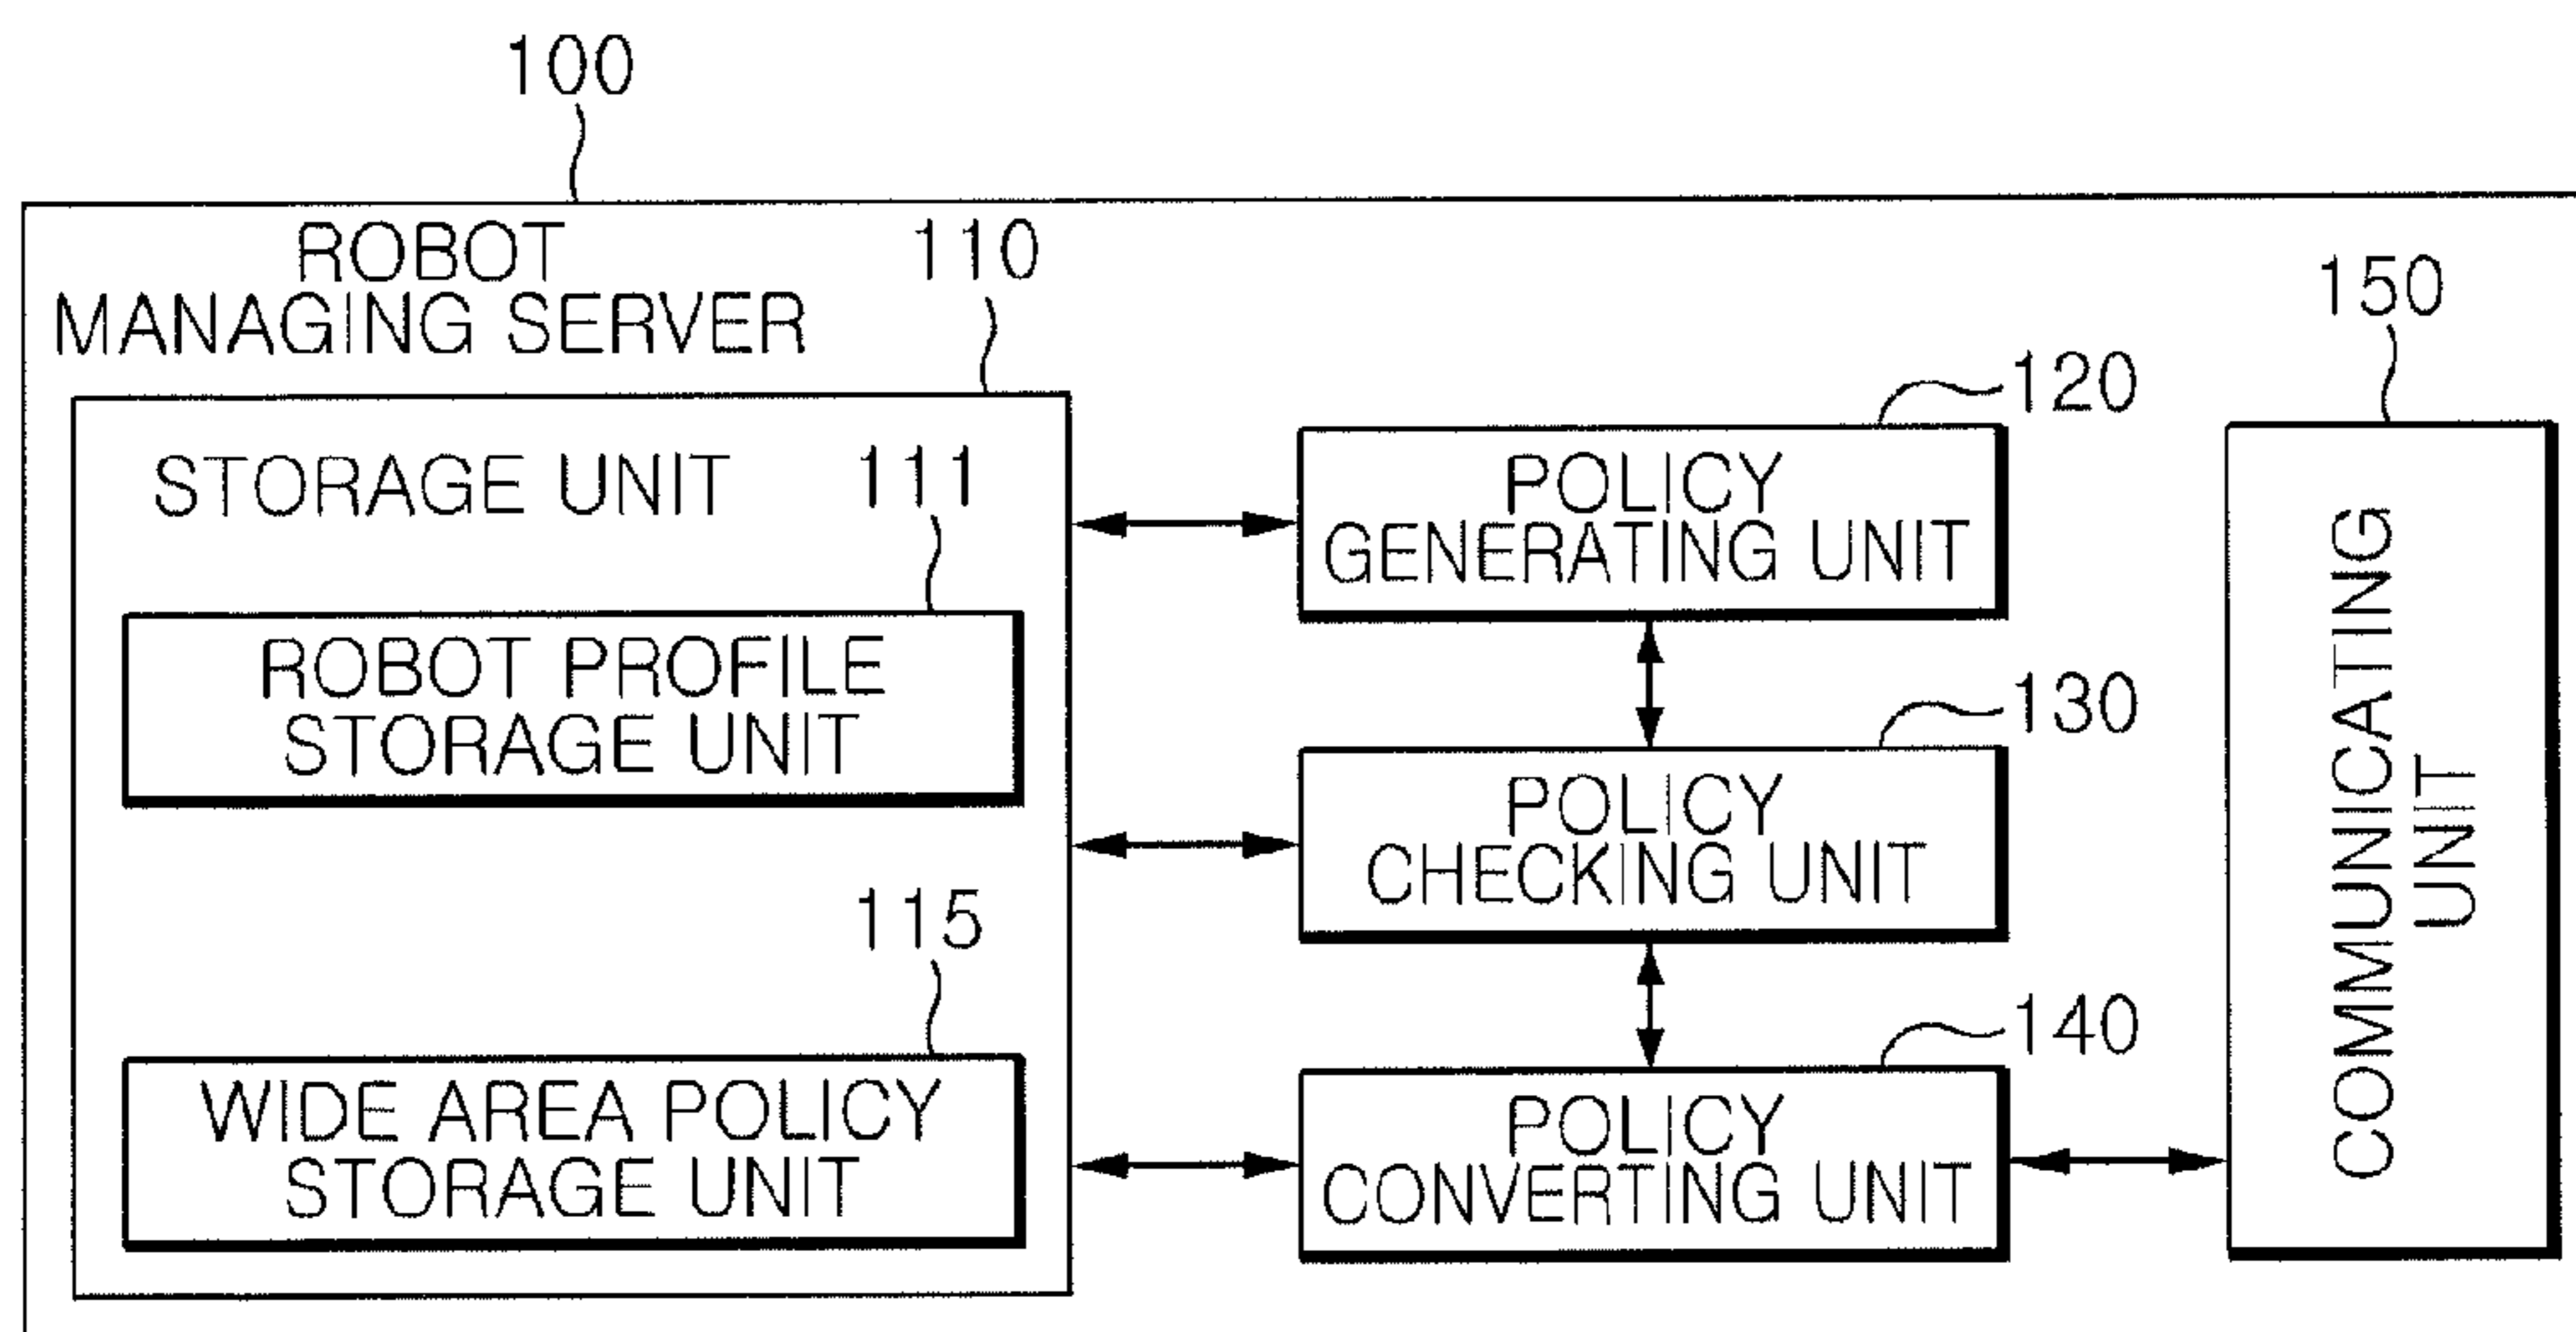 100
ROBOT
MANAGING SERVER
110
150
120
STORAGE UNIT
111
POLICY
GENERATING UNIT
ROBOT PROFILE
STORAGE UNIT
130
POLICY
CHECKING UNIT
COMMUNICATING
UNIT
115
140
WIDE AREA POLICY
STORAGE UNIT
POLICY
CONVERTING UNIT